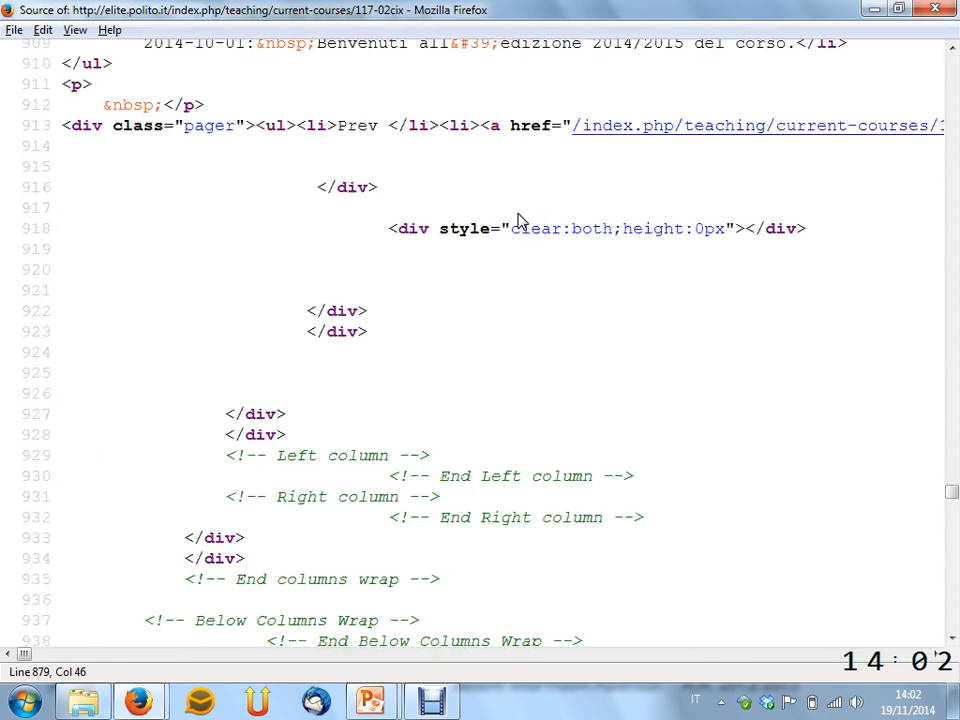 Source of: http://elite.polito.it/index.php/teaching/current-courses/117-02cix - Mozilla Firefox
File Edit View Help
909 2014-10-01:&nbsp;Benvenuti all&#39;edizione 2014/2015 del corso.</li>
910 </ul>
911 <p>
912 &nbsp;</p>
913 <div class="pager"><ul><li>Prev </li><li><a href="/index.php/teaching/current-courses/1
914
915
916 </div>
917
918 <div style="clear:both;height:0px"></div>
919
920
921
922 </div>
923 </div>
924
925
926
927 </div>
928 </div>
929 <!-- Left column -->
930 <!-- End Left column -->
931 <!-- Right column -->
932 <!-- End Right column -->
933 </div>
934 </div>
935 <!-- End columns wrap -->
936
937 <!-- Below Columns Wrap -->
938 <!-- End Below Columns Wrap -->
14:02
Line 879, Col 46
IT
14:02
19/11/2014